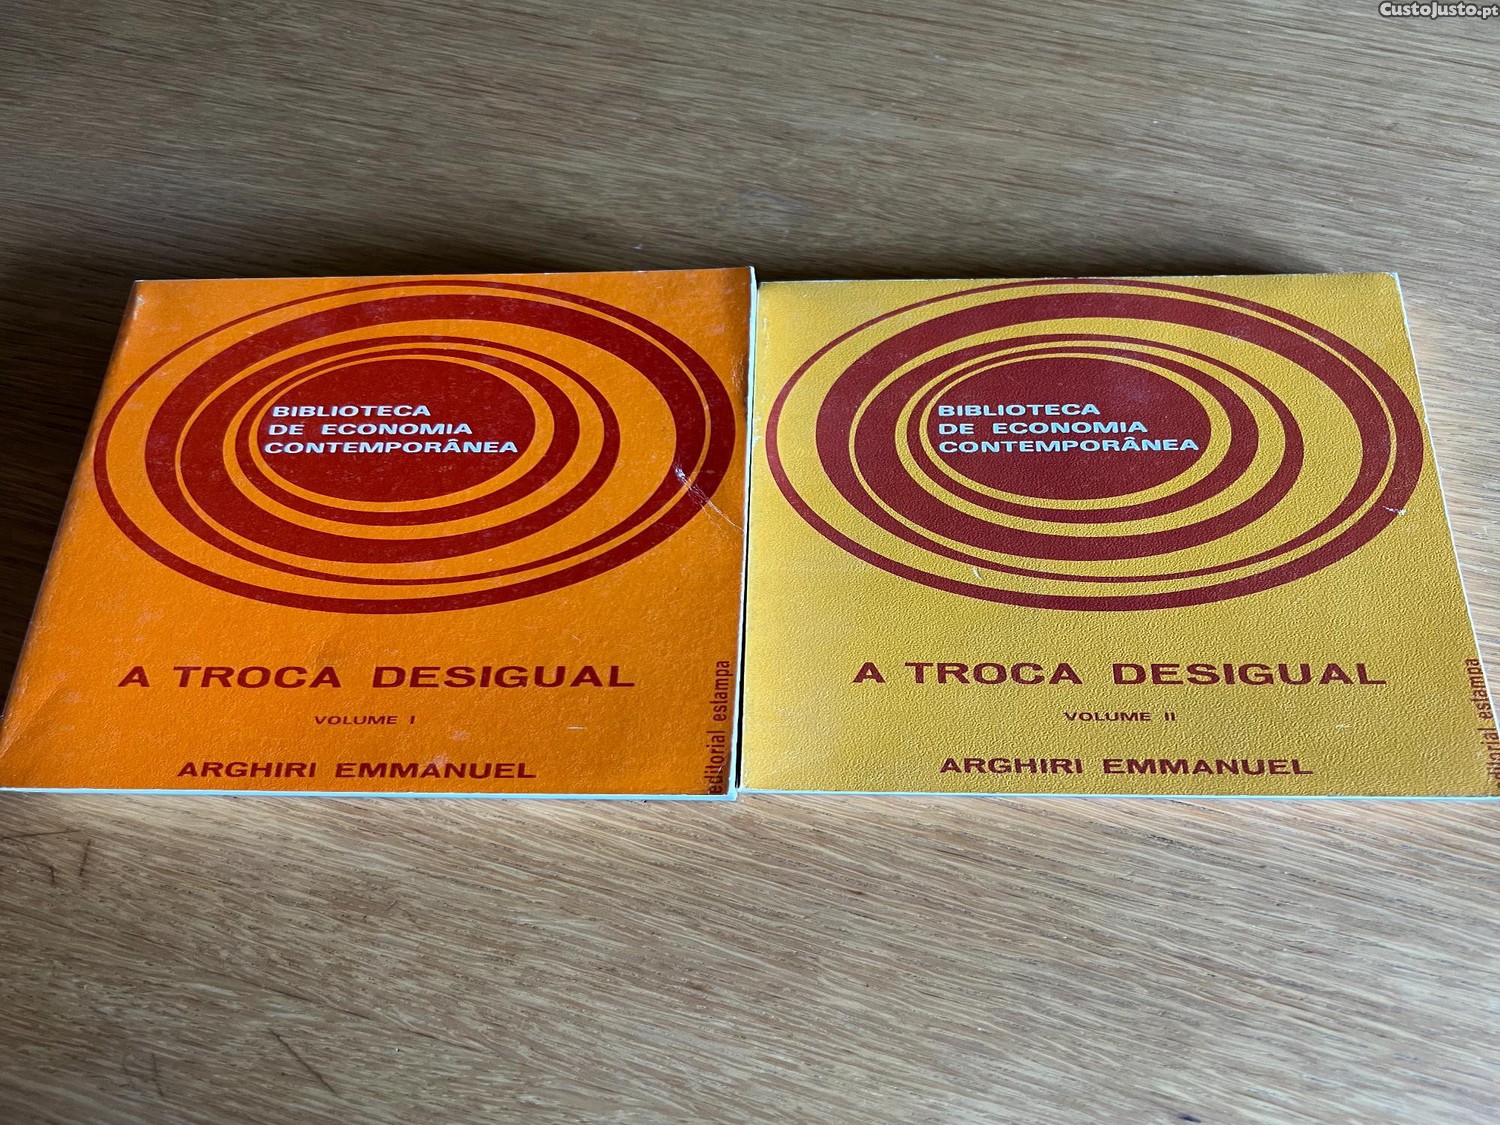 CustoJusto.pt
BIBLIOTECA
DE ECONOMIA
CONTEMPORÂNEA
A TROCA DESIGUAL
VOLUME I
ARGHIRI EMMANUEL
editorial estampa
BIBLIOTECA
DE ECONOMIA
CONTEMPORÂNEA
A TROCA DESIGUAL
VOLUME II
ARGHIRI EMMANUEL
editorial estampa